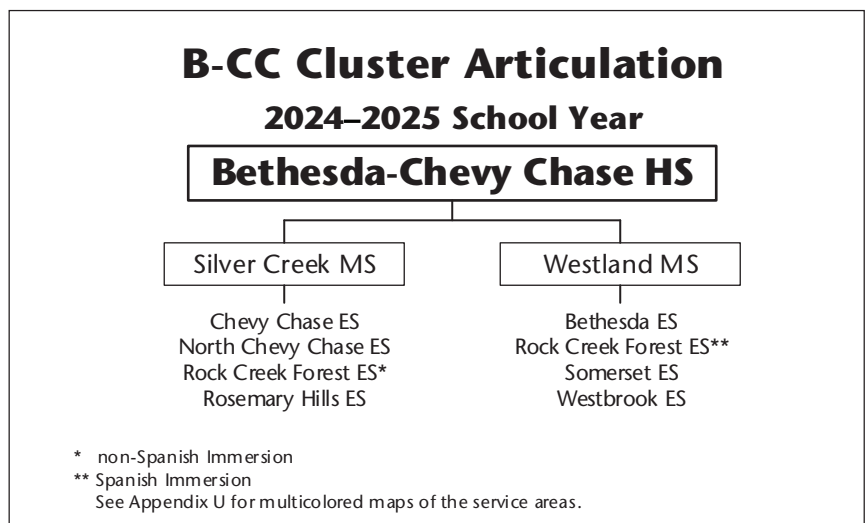 B-CC Cluster Articulation
2024–2025 School Year
Bethesda-Chevy Chase HS
Silver Creek MS
Chevy Chase ES
North Chevy Chase ES
Rock Creek Forest ES*
Rosemary Hills ES
Westland MS
Bethesda ES
Rock Creek Forest ES**
Somerset ES
Westbrook ES
* non-Spanish Immersion
** Spanish Immersion
See Appendix U for multicolored maps of the service areas.